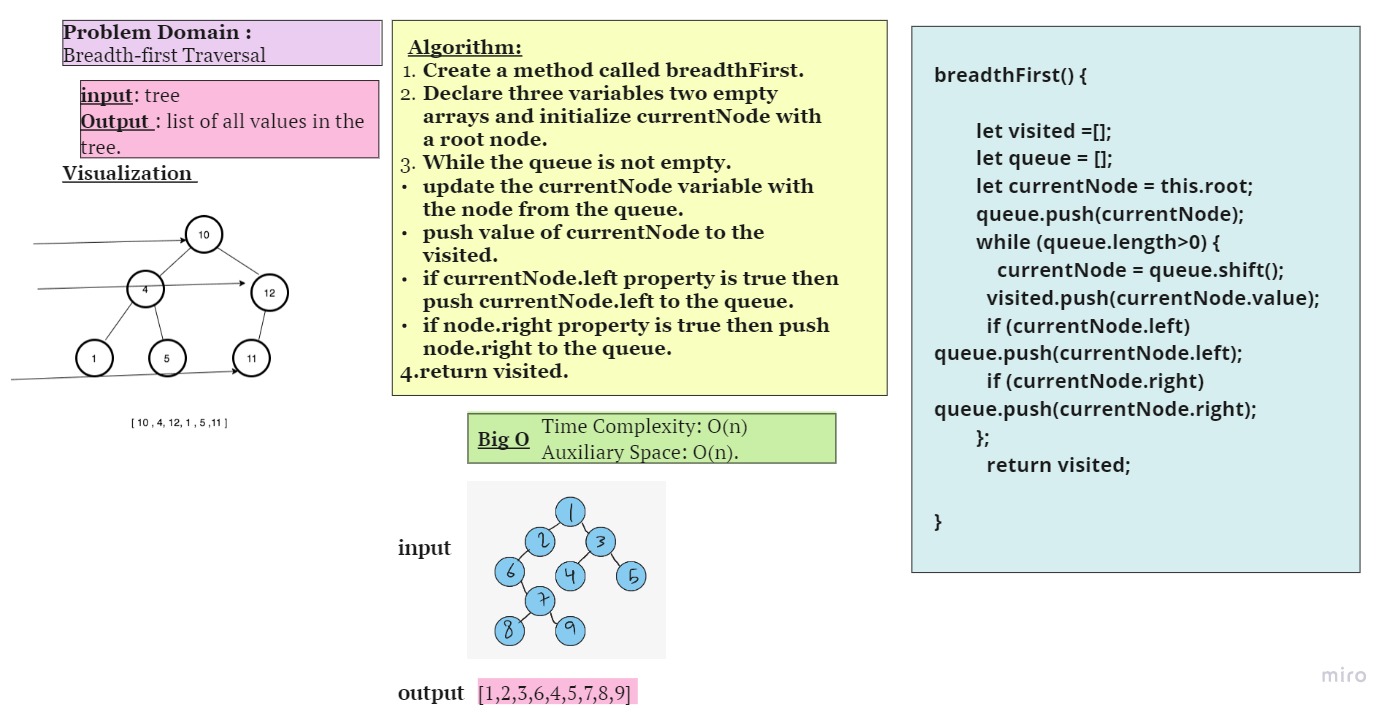 Problem Domain :
Breadth-first Traversal
input: tree
Output : list of all values in the
tree.
Visualization
10
4
12
1
5
11
[ 10 , 4, 12, 1 , 5 ,11 ]
Algorithm:
1. Create a method called breadthFirst.
2. Declare three variables two empty
arrays and initialize currentNode with
a root node.
3. While the queue is not empty.
• update the currentNode variable with
the node from the queue.
• push value of currentNode to the
visited.
• if currentNode.left property is true then
push currentNode.left to the queue.
• if node.right property is true then push
node.right to the queue.
4.return visited.
Big O
Time Complexity: O(n)
Auxiliary Space: O(n).
input
1
2
3
6
4
5
7
8
9
output [1,2,3,6,4,5,7,8,9]
breadthFirst() {
let visited =[];
let queue = [];
let currentNode = this.root;
queue.push(currentNode);
while (queue.length>0) {
currentNode = queue.shift();
visited.push(currentNode.value);
if (currentNode.left)
queue.push(currentNode.left);
if (currentNode.right)
queue.push(currentNode.right);
};
return visited;
}
miro